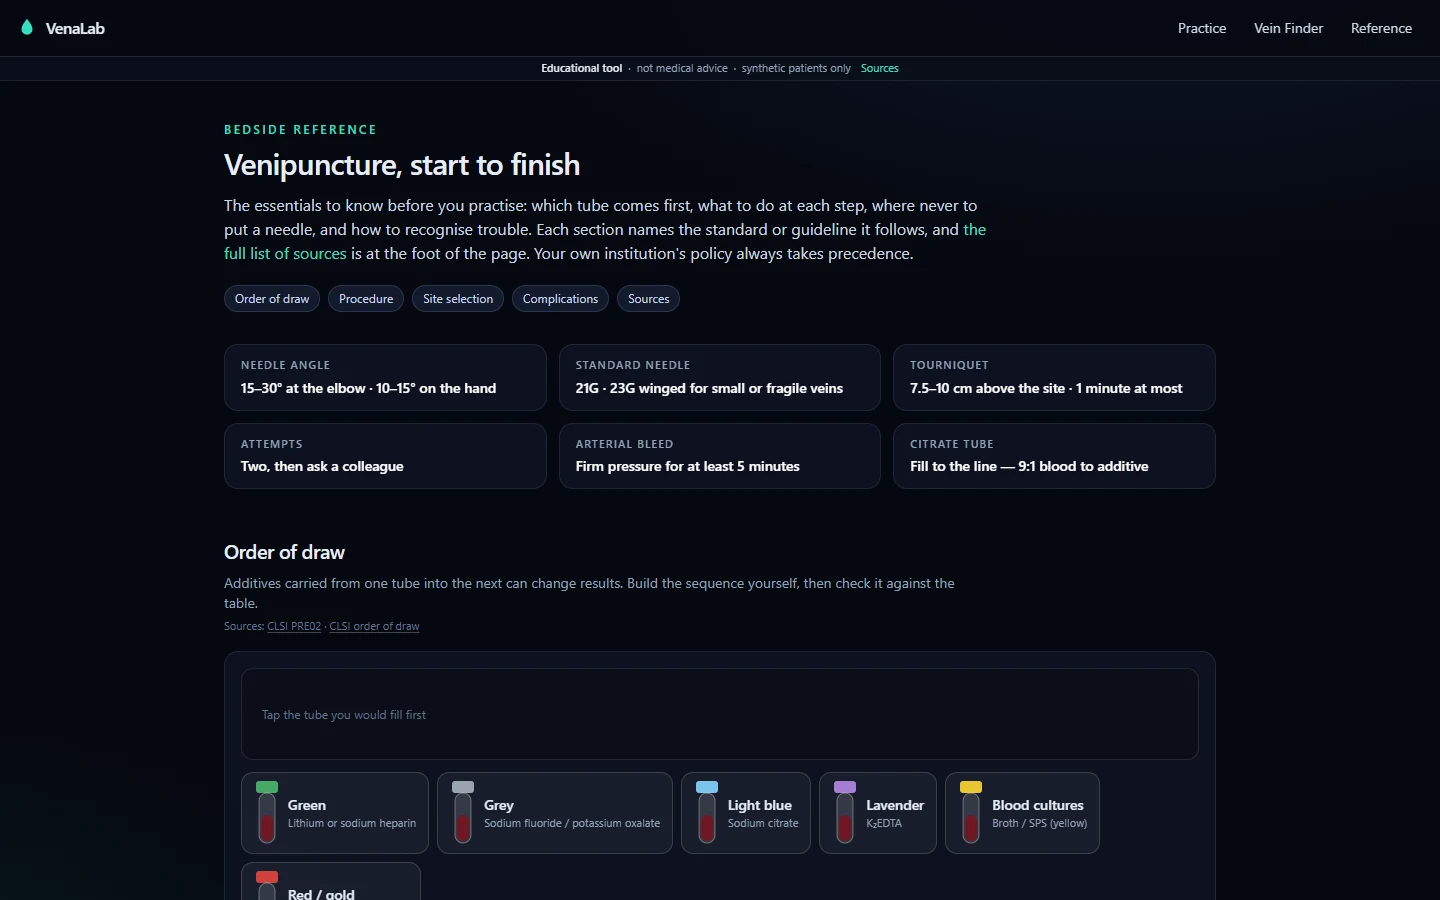 VenaLab
Practice
Vein Finder
Reference
Educational tool · not medical advice · synthetic patients only Sources
BEDSIDE REFERENCE
Venipuncture, start to finish
The essentials to know before you practise: which tube comes first, what to do at each step, where never to
put a needle, and how to recognise trouble. Each section names the standard or guideline it follows, and the
full list of sources is at the foot of the page. Your own institution's policy always takes precedence.
Order of draw
Procedure
Site selection
Complications
Sources
NEEDLE ANGLE
15–30° at the elbow · 10–15° on the hand
STANDARD NEEDLE
21G · 23G winged for small or fragile veins
TOURNIQUET
7.5–10 cm above the site · 1 minute at most
ATTEMPTS
Two, then ask a colleague
ARTERIAL BLEED
Firm pressure for at least 5 minutes
CITRATE TUBE
Fill to the line — 9:1 blood to additive
Order of draw
Additives carried from one tube into the next can change results. Build the sequence yourself, then check it against the
table.
Sources: CLSI PRE02 · CLSI order of draw
Tap the tube you would fill first
Green
Lithium or sodium heparin
Grey
Sodium fluoride / potassium oxalate
Light blue
Sodium citrate
Lavender
K₂EDTA
Blood cultures
Broth / SPS (yellow)
Red / gold